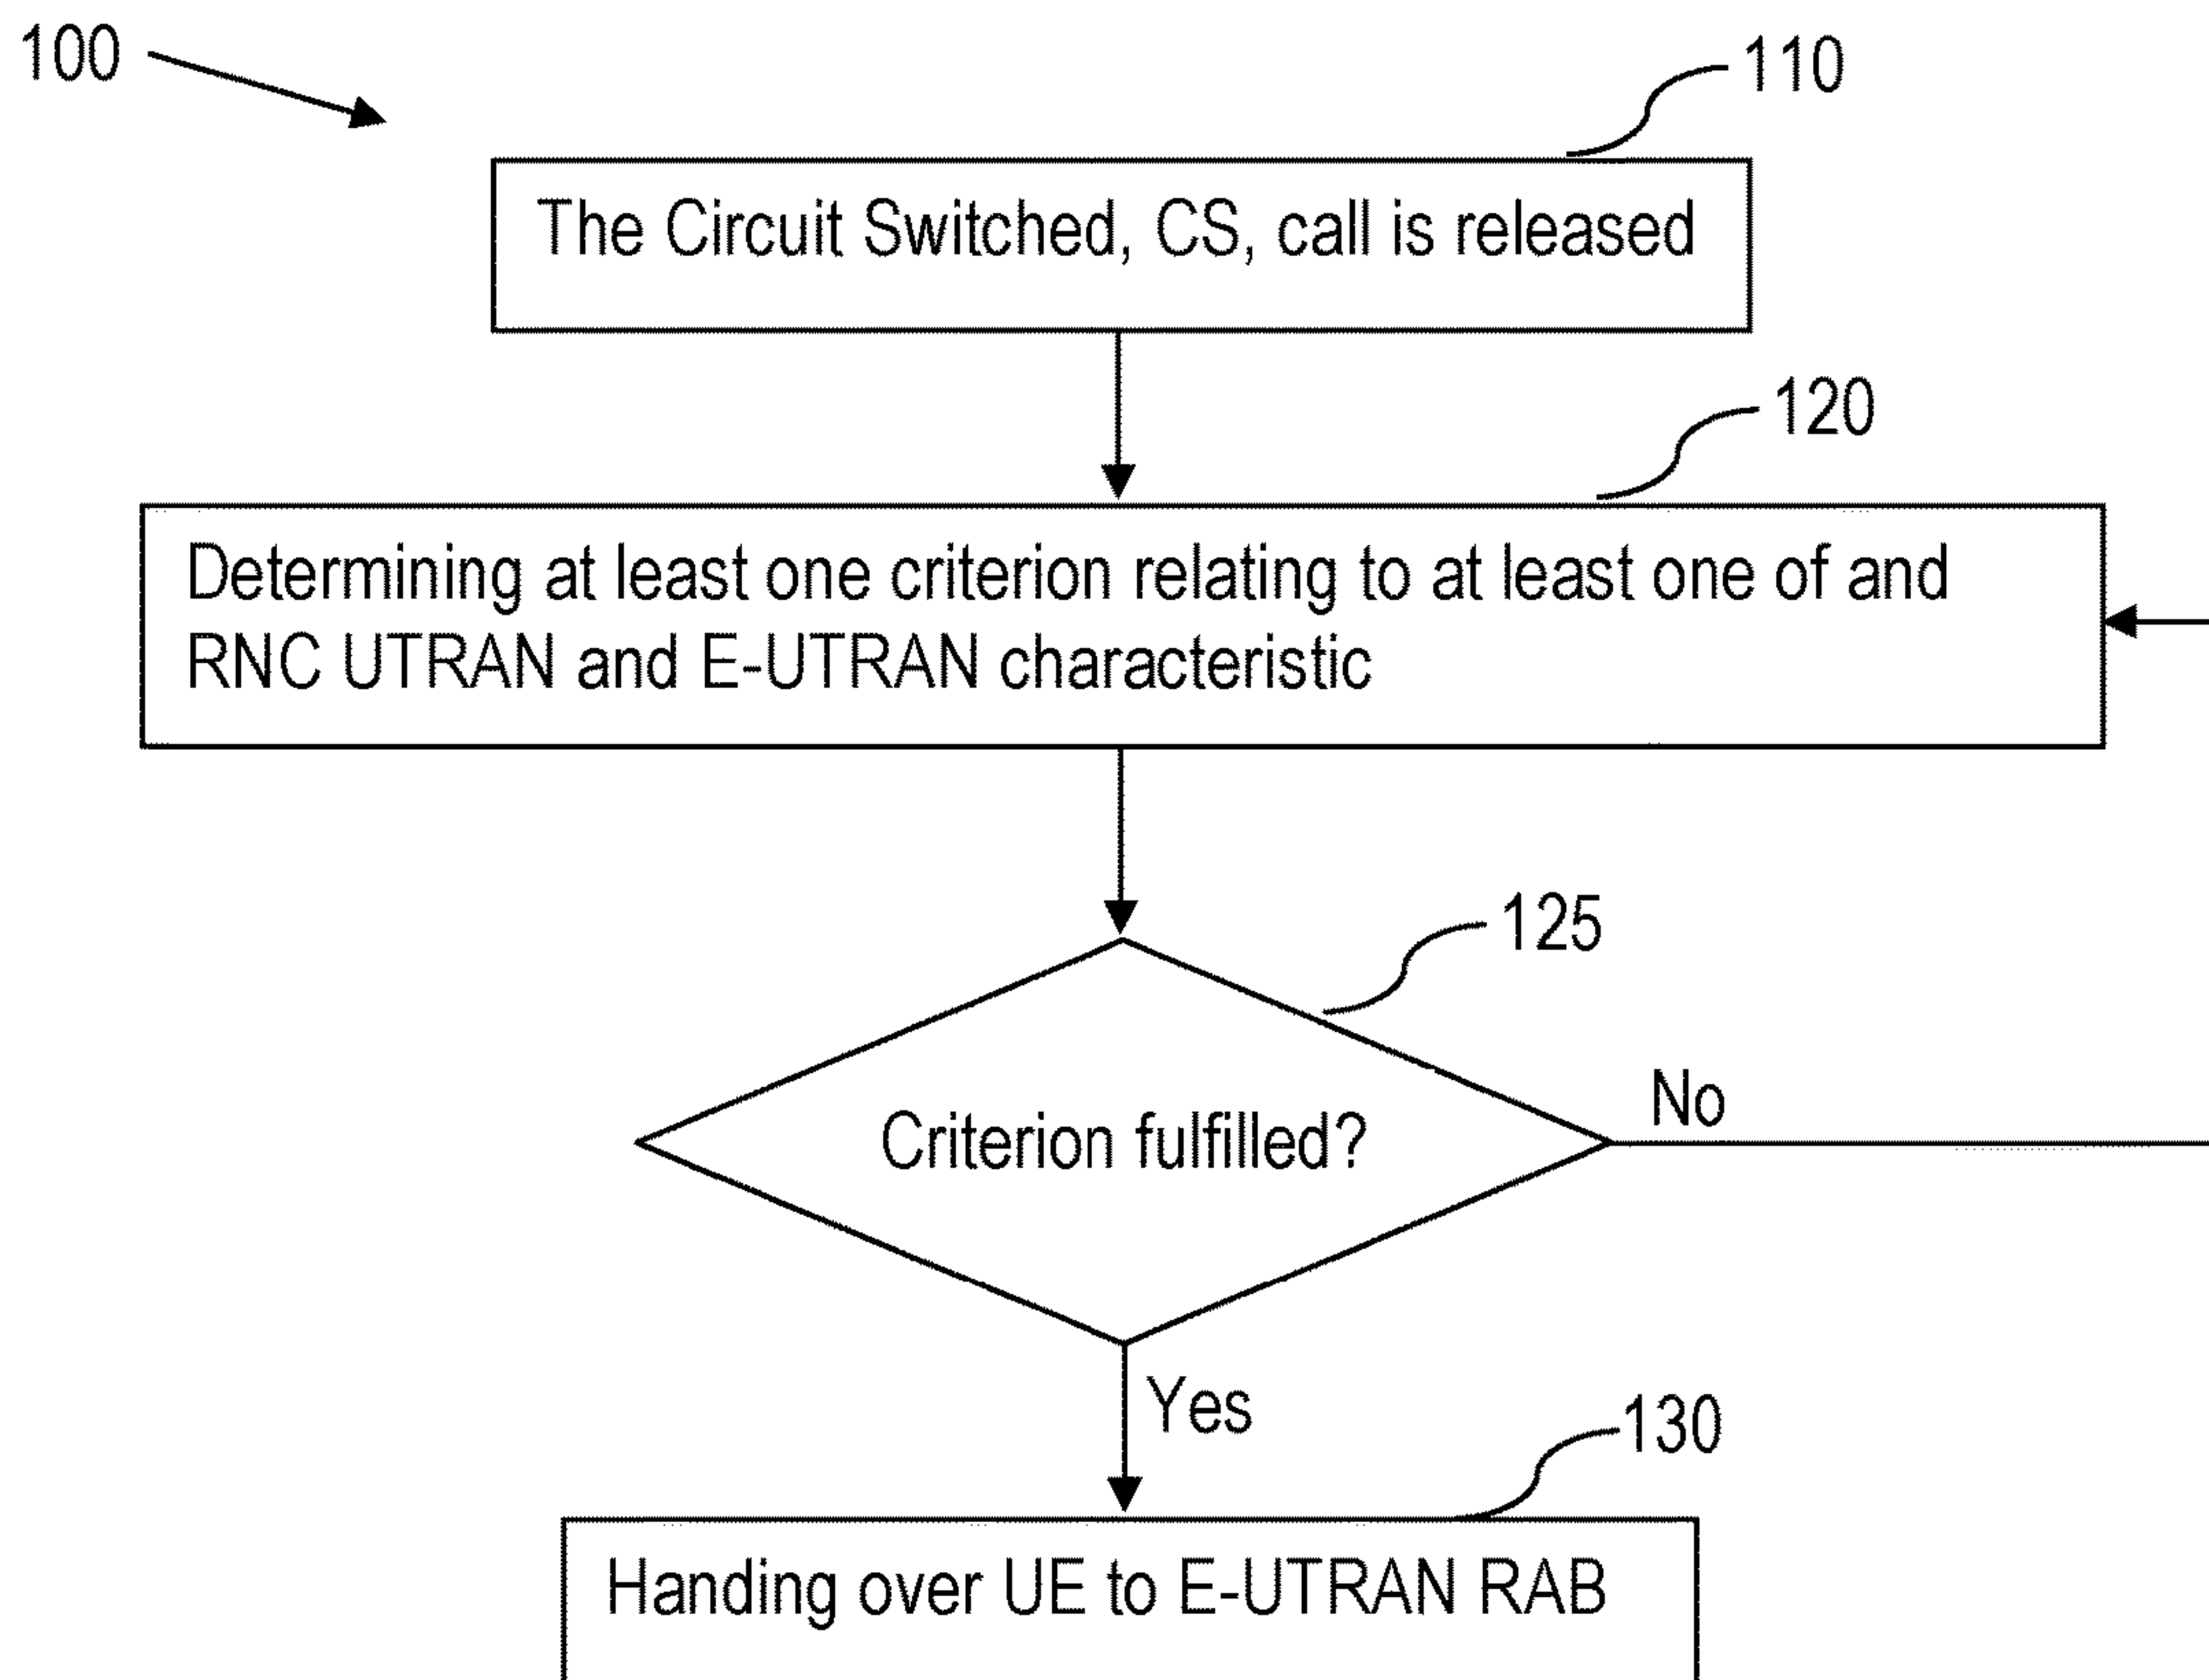 100
110
The Circuit Switched, CS, call is released
120
Determining at least one criterion relating to at least one of and
RNC UTRAN and E-UTRAN characteristic
125
Criterion fulfilled?
No
Yes
130
Handing over UE to E-UTRAN RAB